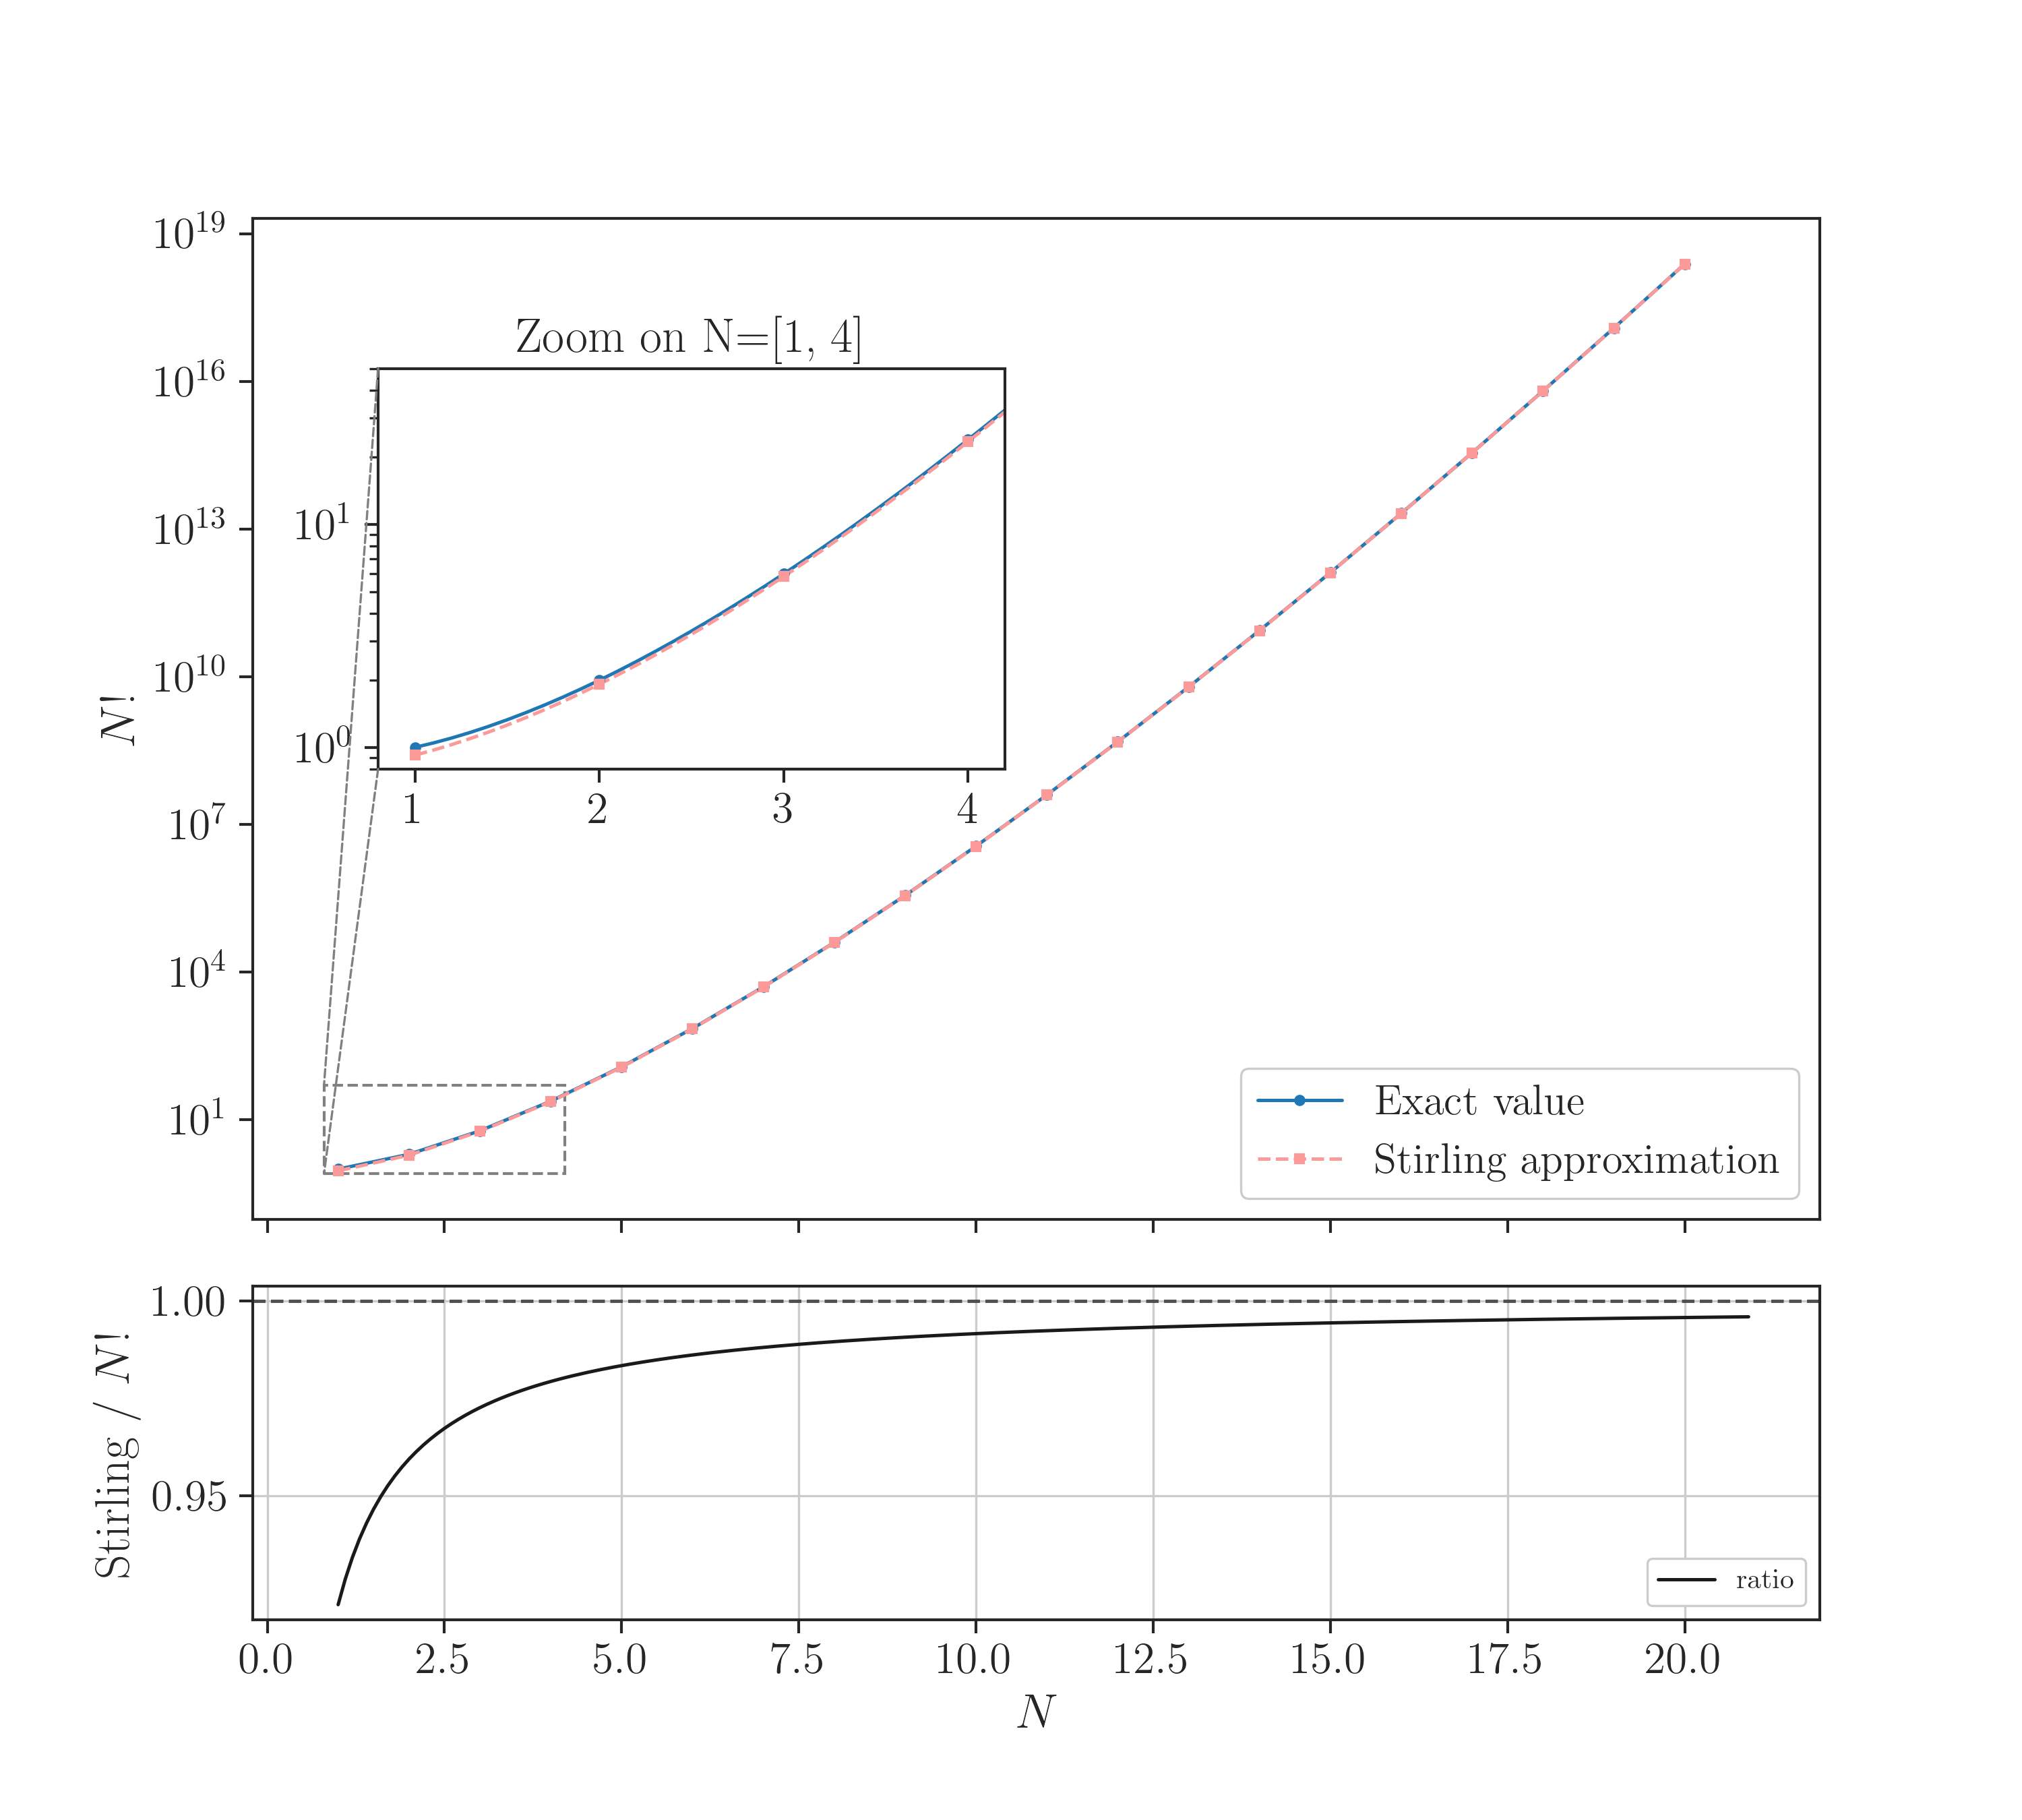 10^19
Zoom on N=[1, 4]
10^16
10^13
10^1
10^10
N!
10^0
1 2 3 4
10^7
10^4
10^1
Exact value
Stirling approximation
1.00
Stirling / N!
0.95
ratio
0.0 2.5 5.0 7.5 10.0 12.5 15.0 17.5 20.0
N